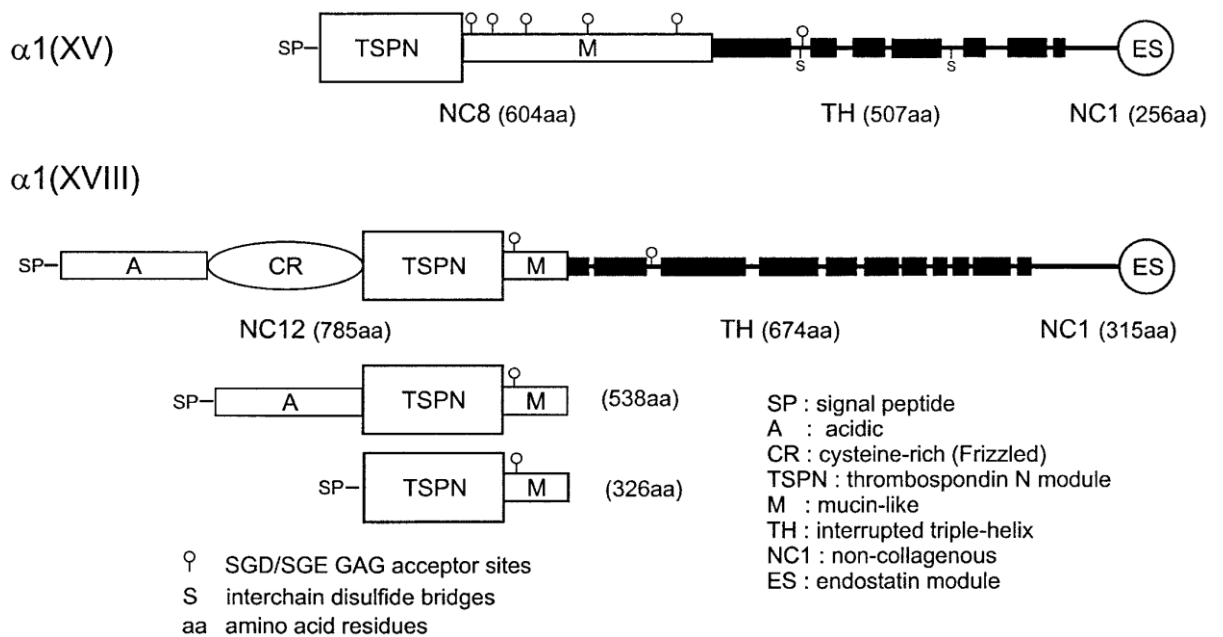 α1(XV)
SP
TSPN
M
S
S
ES
NC8 (604aa)
TH (507aa)
NC1 (256aa)
α1(XVIII)
SP
A
CR
TSPN
M
ES
NC12 (785aa)
TH (674aa)
NC1 (315aa)
SP
A
TSPN
M
(538aa)
SP
TSPN
M
(326aa)
SGD/SGE GAG acceptor sites
S interchain disulfide bridges
aa amino acid residues
SP : signal peptide
A : acidic
CR : cysteine-rich (Frizzled)
TSPN : thrombospondin N module
M : mucin-like
TH : interrupted triple-helix
NC1 : non-collagenous
ES : endostatin module